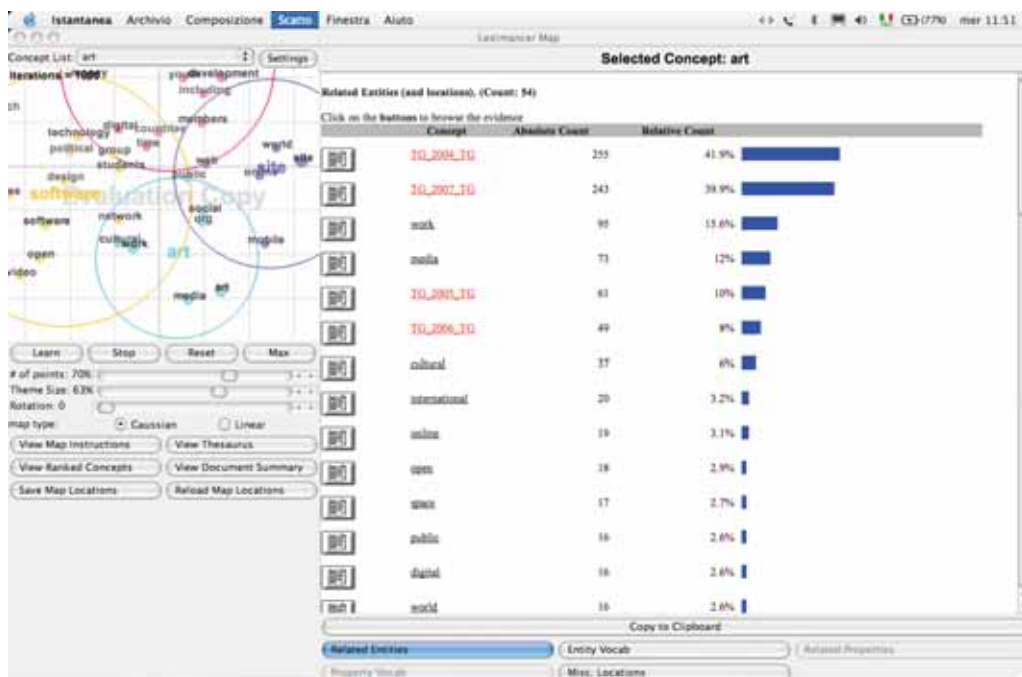 Istantanea Archivio Composizione Scatto Finestra Aiuto (77%) mer 11:51
Leximancer Map
Concept List: art Settings
Selected Concept: art
Iterations = 1000
development
including
members
technology digital countries
political group time
world
students
web
site
design
public
online
software
Evaluation Copy
social
software network org
cultural work
mobile
open
art
video
media art
Learn Stop Reset Max
# of points: 70%
Theme Size: 63%
Rotation: 0
map type: Gaussian Linear
View Map Instructions View Thesaurus
View Ranked Concepts View Document Summary
Save Map Locations Reload Map Locations
Related Entities (and locations). (Count: 54)
Click on the buttons to browse the evidence
Concept Absolute Count Relative Count
TG_2004_TG 255 41.9%
TG_2007_TG 243 39.9%
work 95 15.6%
media 73 12%
TG_2005_TG 61 10%
TG_2006_TG 49 8%
cultural 37 6%
international 20 3.2%
online 19 3.1%
open 18 2.9%
space 17 2.7%
public 16 2.6%
digital 16 2.6%
world 16 2.6%
Copy to Clipboard
Related Entities Entity Vocab Related Properties
Property Vocab Misc. Locations